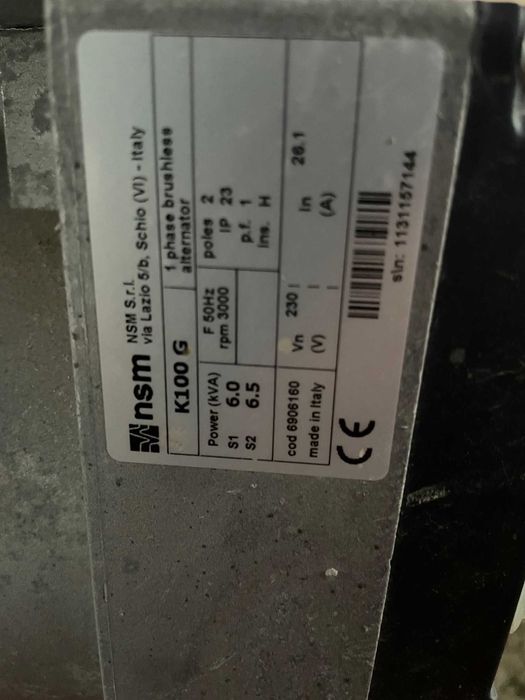 nsm
NSM S.r.l.
via Lazio 5/b, Schio (VI) - Italy
K100 G
1 phase brushless
alternator
Power (kVA)
S1 6.0
S2 6.5
F 50Hz
rpm 3000
poles 2
IP 23
p.f. 1
ins. H
cod 6906160
made in Italy
Vn 230
(V)
In 26.1
(A)
CE
s\n: 1131157144